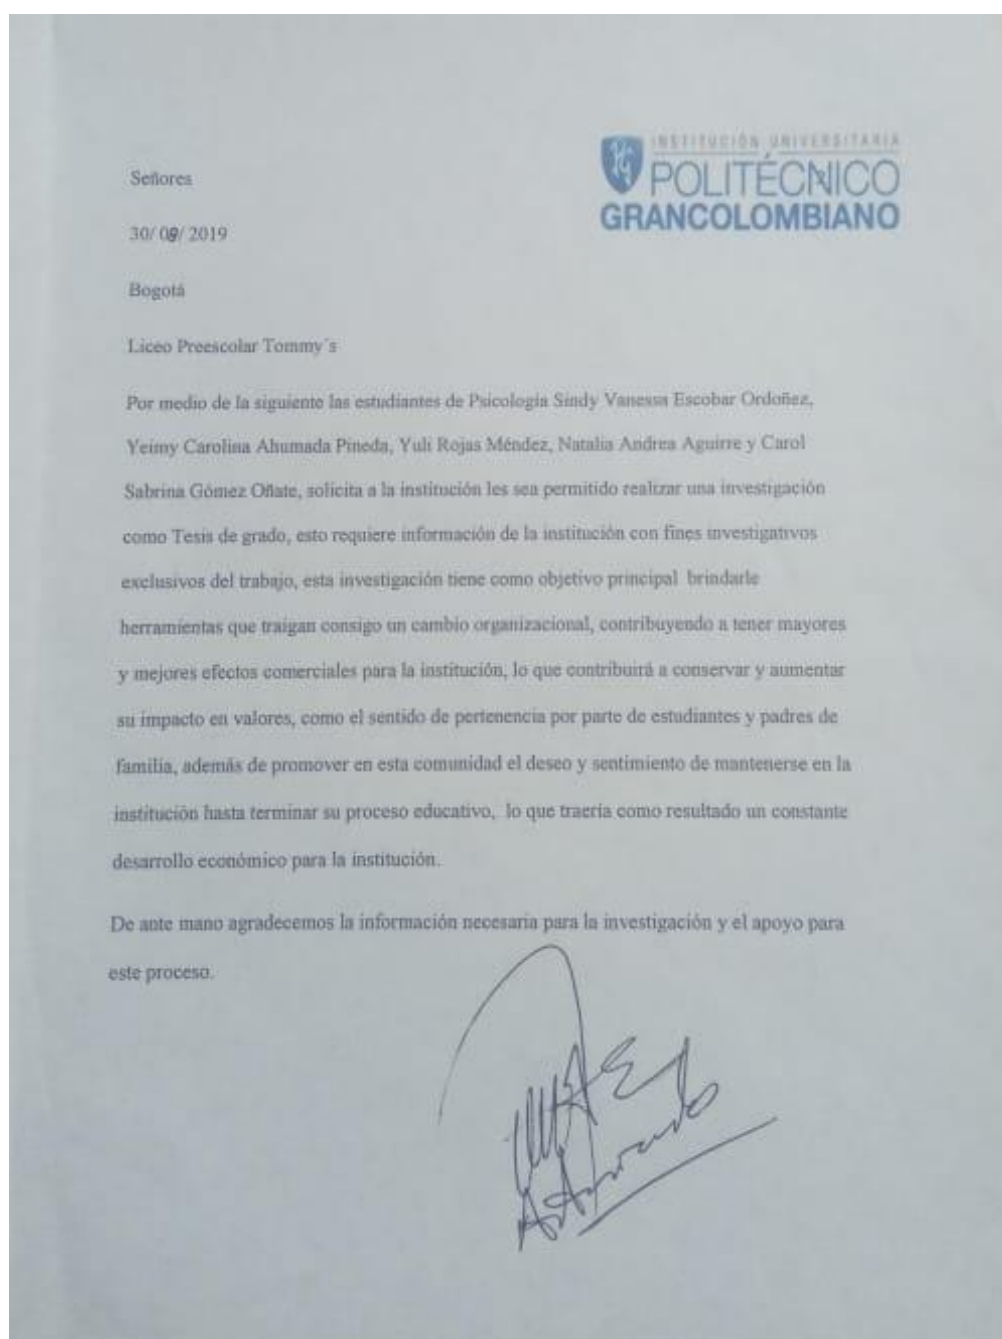 INSTITUCIÓN UNIVERSITARIA
POLITÉCNICO
GRANCOLOMBIANO
Señores
30/ 09/ 2019
Bogotá
Liceo Preescolar Tommy´s
Por medio de la siguiente las estudiantes de Psicología Sindy Vanessa Escobar Ordoñez,
Yeimy Carolina Ahumada Pineda, Yuli Rojas Méndez, Natalia Andrea Aguirre y Carol
Sabrina Gómez Oñate, solicita a la institución les sea permitido realizar una investigación
como Tesis de grado, esto requiere información de la institución con fines investigativos
exclusivos del trabajo, esta investigación tiene como objetivo principal brindarle
herramientas que traigan consigo un cambio organizacional, contribuyendo a tener mayores
y mejores efectos comerciales para la institución, lo que contribuirá a conservar y aumentar
su impacto en valores, como el sentido de pertenencia por parte de estudiantes y padres de
familia, además de promover en esta comunidad el deseo y sentimiento de mantenerse en la
institución hasta terminar su proceso educativo, lo que traería como resultado un constante
desarrollo económico para la institución.
De ante mano agradecemos la información necesaria para la investigación y el apoyo para
este proceso.